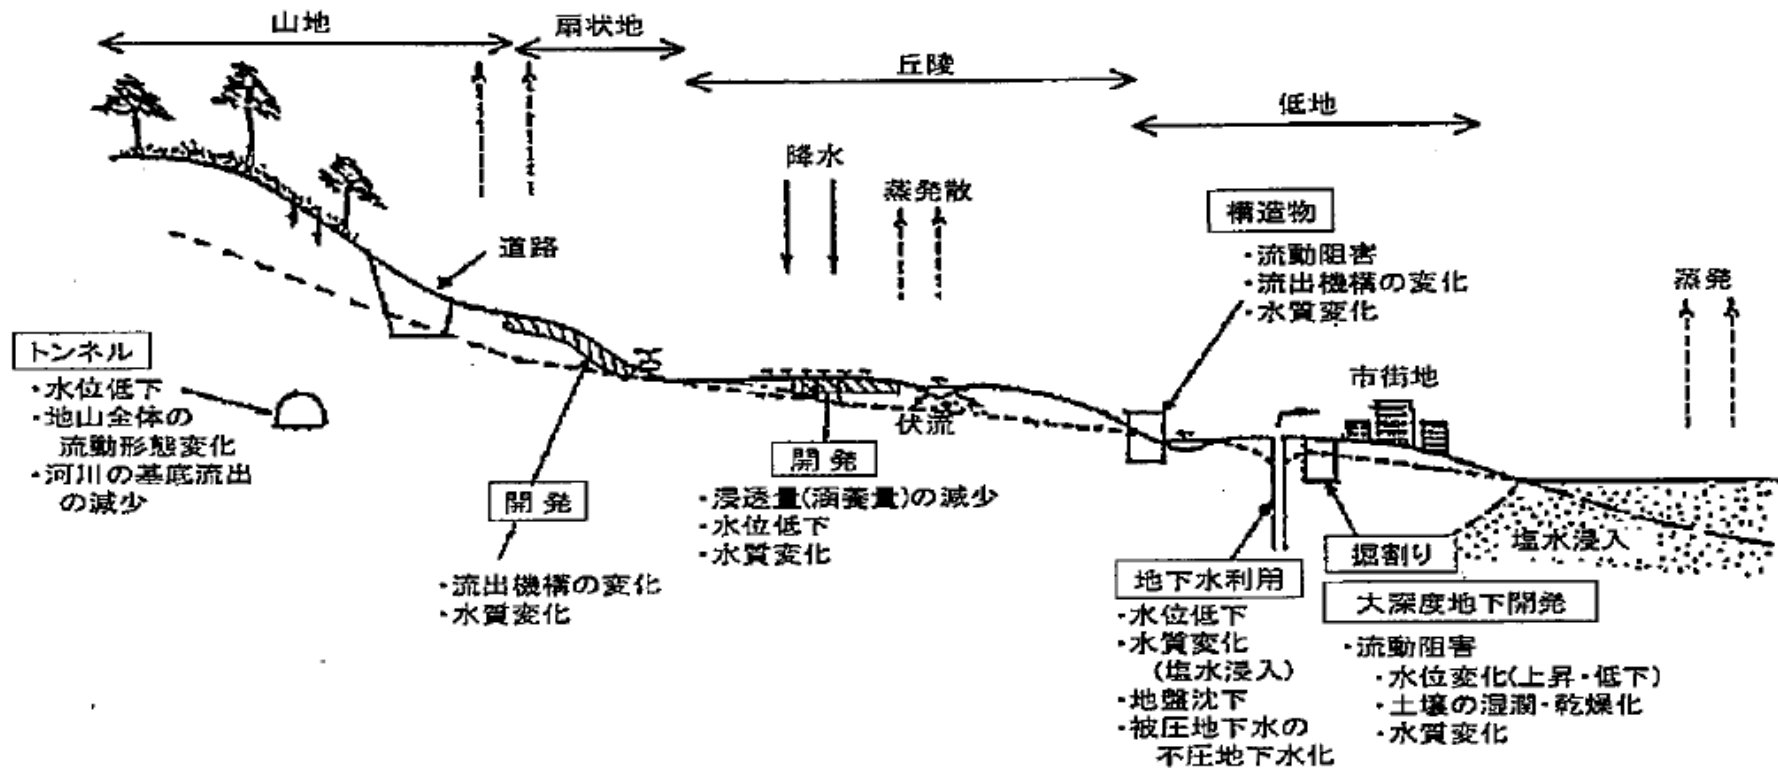 山地
扇状地
丘陵
低地
降水
蒸発散
構造物
・流動阻害
・流出機構の変化
・水質変化
道路
蒸発
トンネル
・水位低下
・地山全体の
流動形態変化
・河川の基底流出
の減少
市街地
伏流
開発
・浸透量(涵養量)の減少
・水位低下
・水質変化
開発
・流出機構の変化
・水質変化
塩水浸入
地下水利用
・水位低下
・水質変化
(塩水浸入)
・地盤沈下
・被圧地下水の
不圧地下水化
掘割り
大深度地下開発
・流動阻害
・水位変化(上昇・低下)
・土壌の湿潤・乾燥化
・水質変化